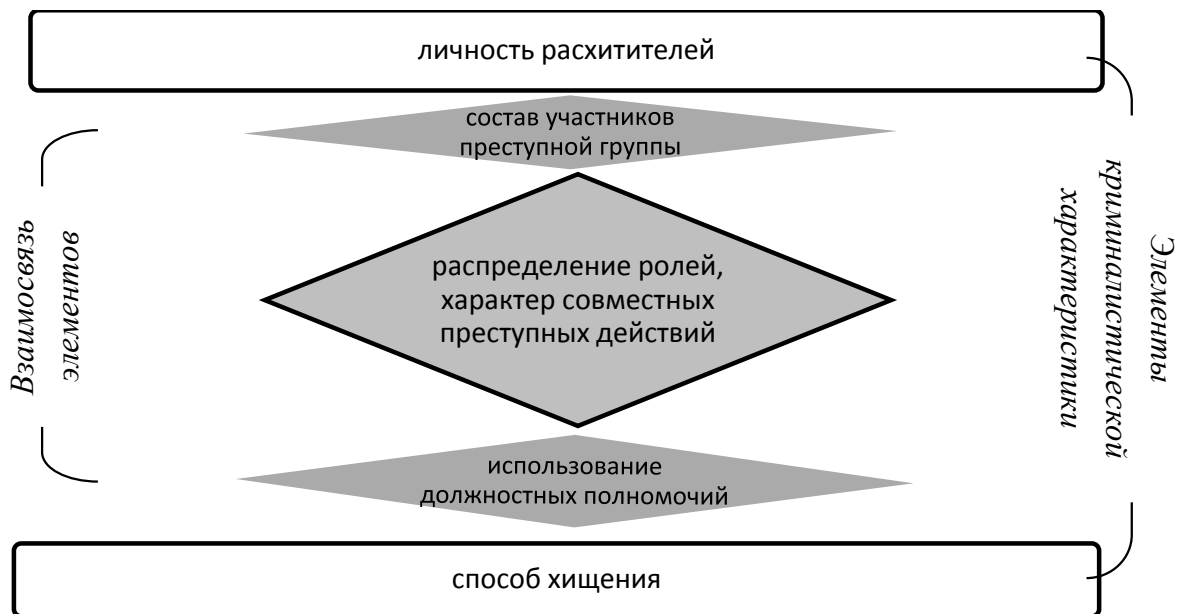 личность расхитителей
состав участников
преступной группы
распределение ролей,
характер совместных
преступных действий
использование
должностных полномочий
способ хищения
Взаимосвязь
элементов
Элементы
криминалистической
характеристики